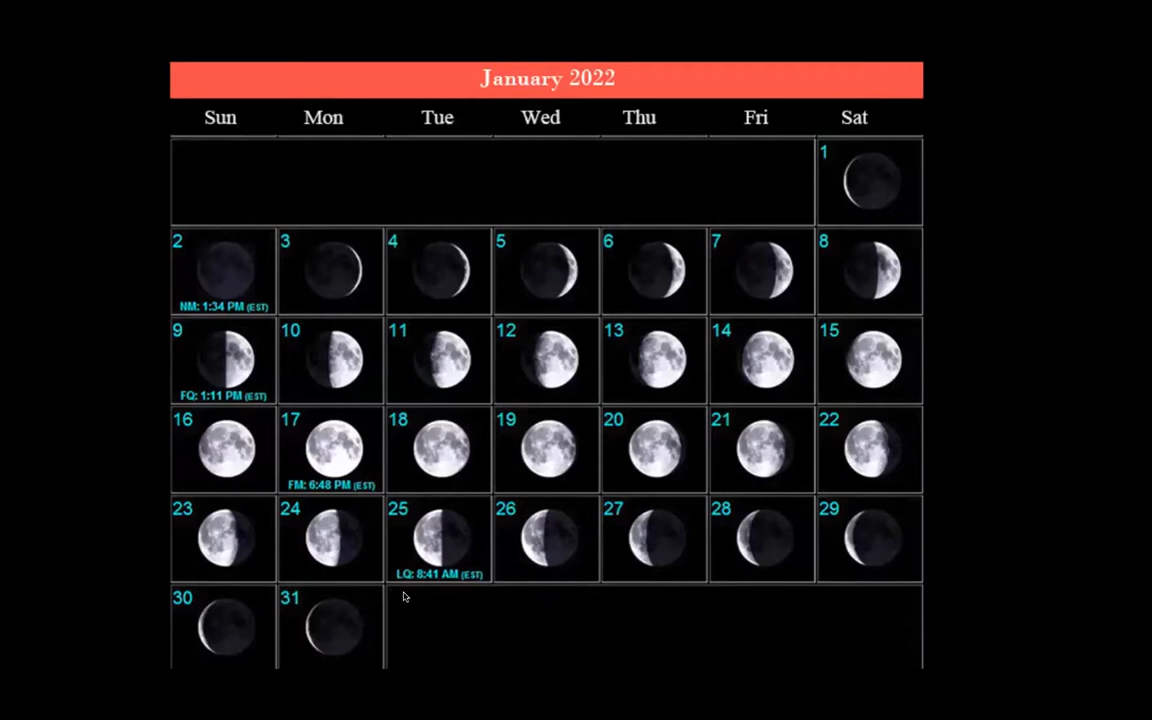 January 2022
Sun Mon Tue Wed Thu Fri Sat
1
2 3 4 5 6 7 8
NM: 1:34 PM (EST)
9 10 11 12 13 14 15
FQ: 1:11 PM (EST)
16 17 18 19 20 21 22
FM: 6:48 PM (EST)
23 24 25 26 27 28 29
LQ: 8:41 AM (EST)
30 31